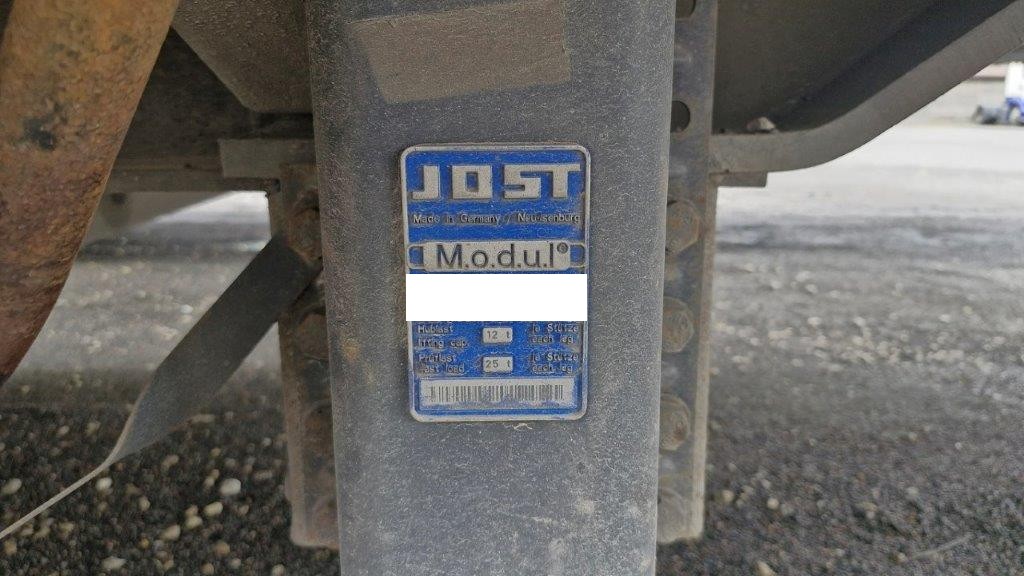 JOST
Made in Germany / Neu-Isenburg
M.o.d.u.l®
Hublast 12 t je Stütze
lifting cap. each leg
Prüflast 25 t je Stütze
test load each leg